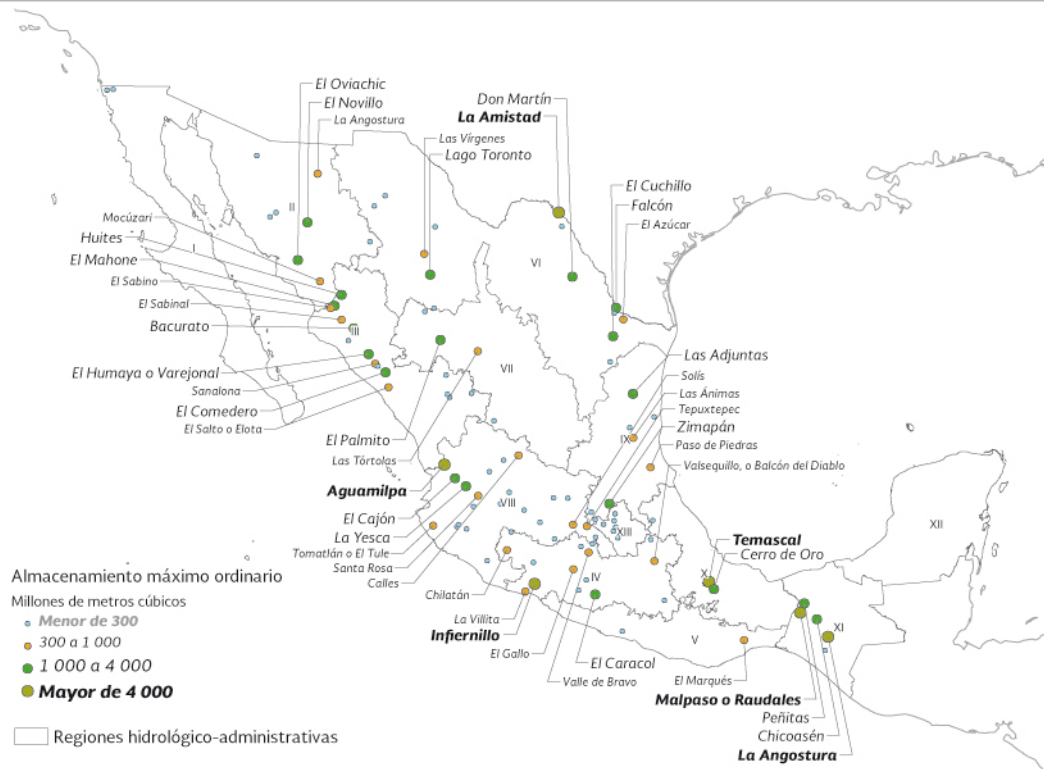 El Oviachic
El Novillo
La Angostura
Don Martín
La Amistad
Las Vírgenes
Lago Toronto
El Cuchillo
Falcón
El Azúcar
Mocúzari
Huites
El Mahone
El Sabino
El Sabinal
Bacurato
El Humaya o Varejonal
Sanalona
El Comedero
El Salto o Elota
I
II
III
VI
VII
El Palmito
Las Tórtolas
Aguamilpa
El Cajón
La Yesca
Tomatlán o El Tule
Santa Rosa
Calles
Las Adjuntas
Solís
Las Ánimas
Tepuxtepec
Zimapán
Paso de Piedras
Valsequillo, o Balcón del Diablo
IX
VIII
XIII
XII
Temascal
Cerro de Oro
X
IV
V
XI
Chilatán
La Villita
Infiernillo
El Gallo
El Caracol
Valle de Bravo
El Marqués
Malpaso o Raudales
Peñitas
Chicoasén
La Angostura
Almacenamiento máximo ordinario
Millones de metros cúbicos
Menor de 300
300 a 1 000
1 000 a 4 000
Mayor de 4 000
Regiones hidrológico-administrativas